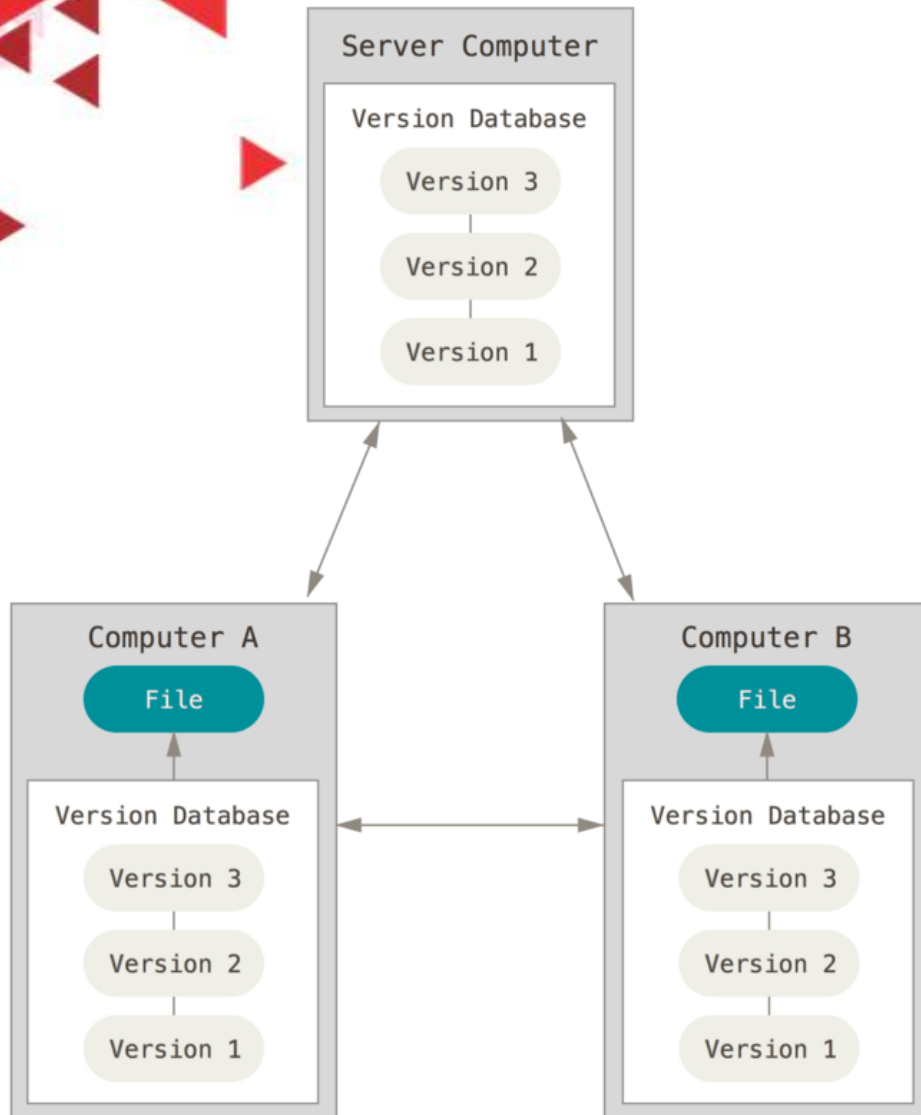 Server Computer
Version Database
Version 3
Version 2
Version 1
Computer A
File
Version Database
Version 3
Version 2
Version 1
Computer B
File
Version Database
Version 3
Version 2
Version 1